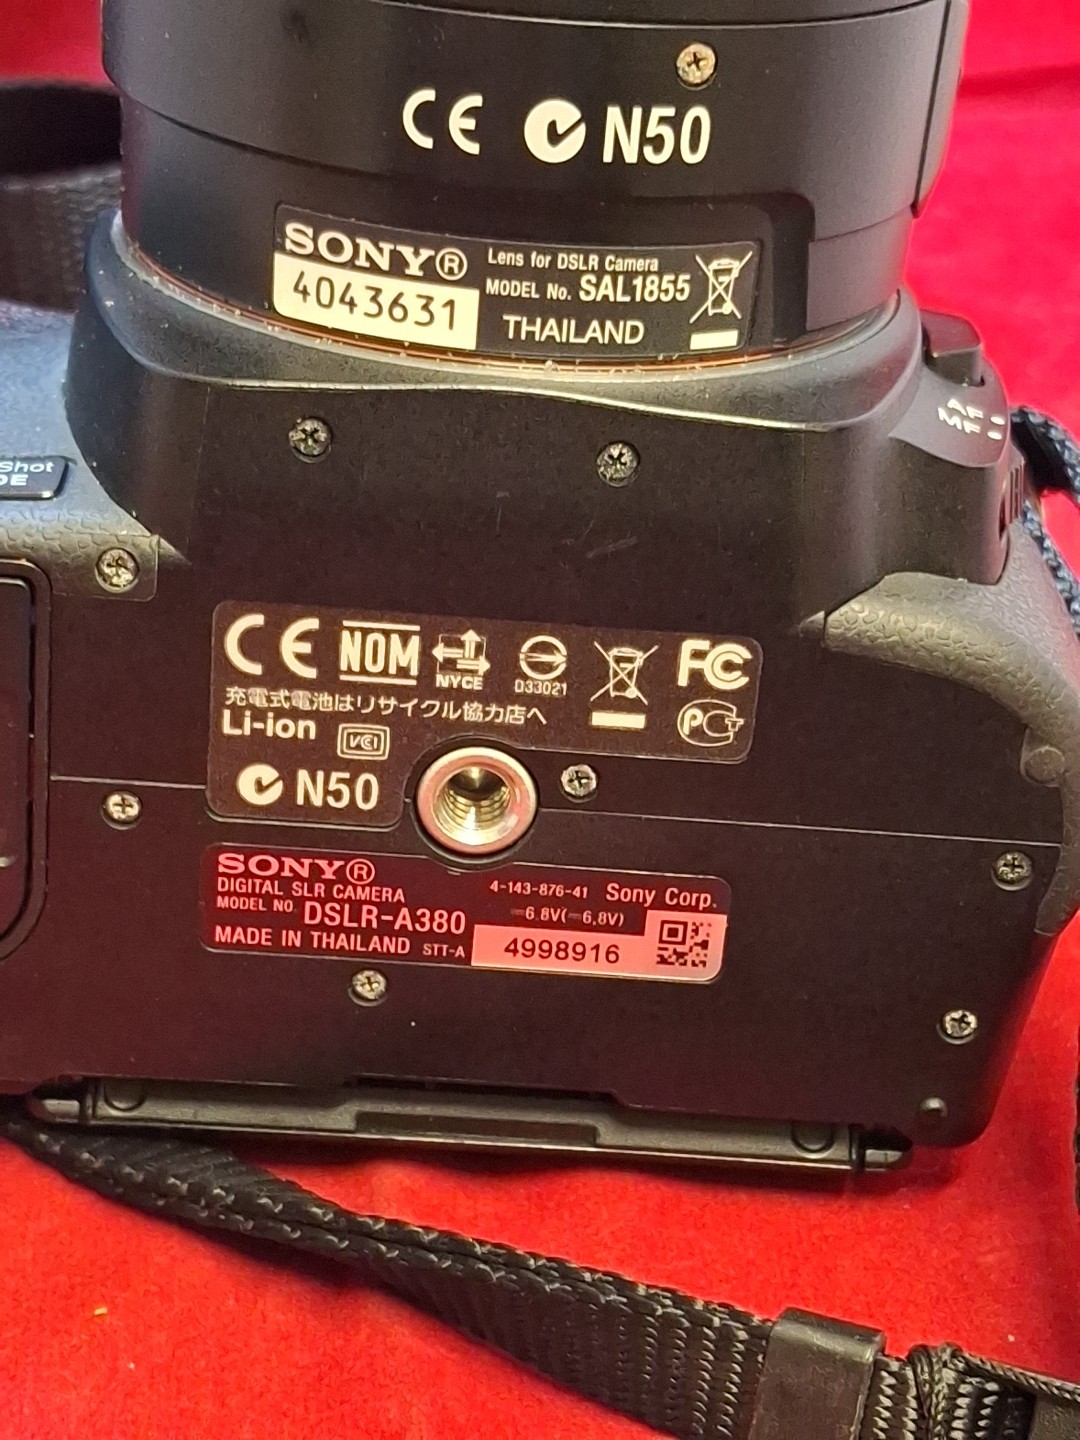 CE N50
SONY®
4043631
Lens for DSLR Camera
MODEL No. SAL1855
THAILAND
AF
MF
Shot
DE
CE NOM NYCE D33021 FC
充電式電池はリサイクル協力店へ
Li-ion VCI PCT
N50
SONY®
DIGITAL SLR CAMERA
MODEL NO. DSLR-A380
MADE IN THAILAND STT-A
4-143-876-41 Sony Corp.
⎓6.8V(⎓6,8V)
4998916